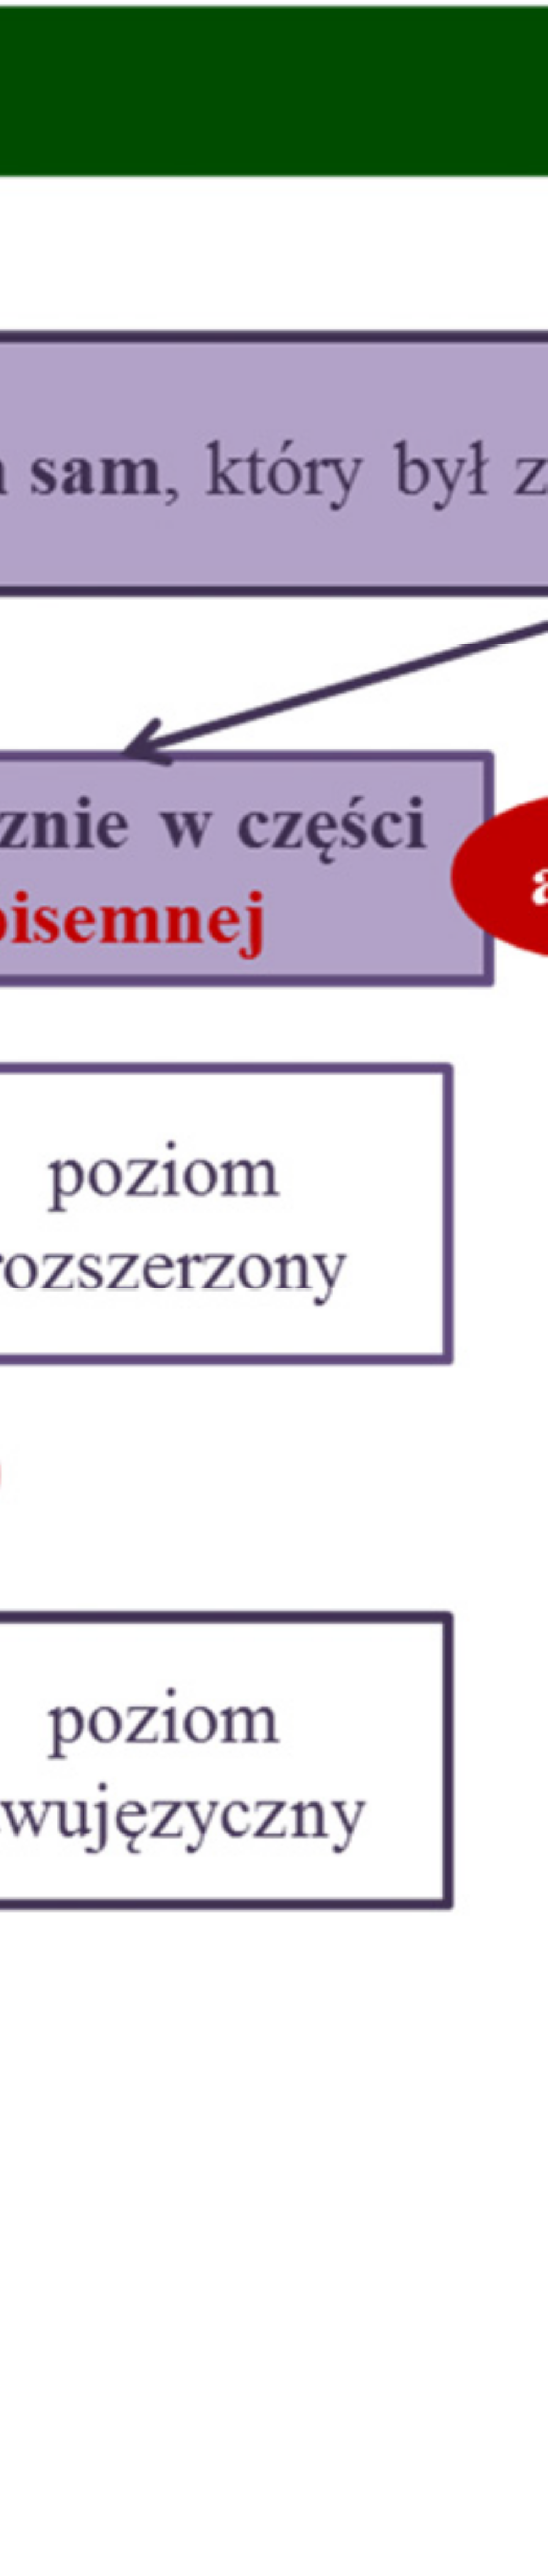 sam, który był z
znie w części
pisemnej
poziom
rozszerzony
poziom
wujęzyczny